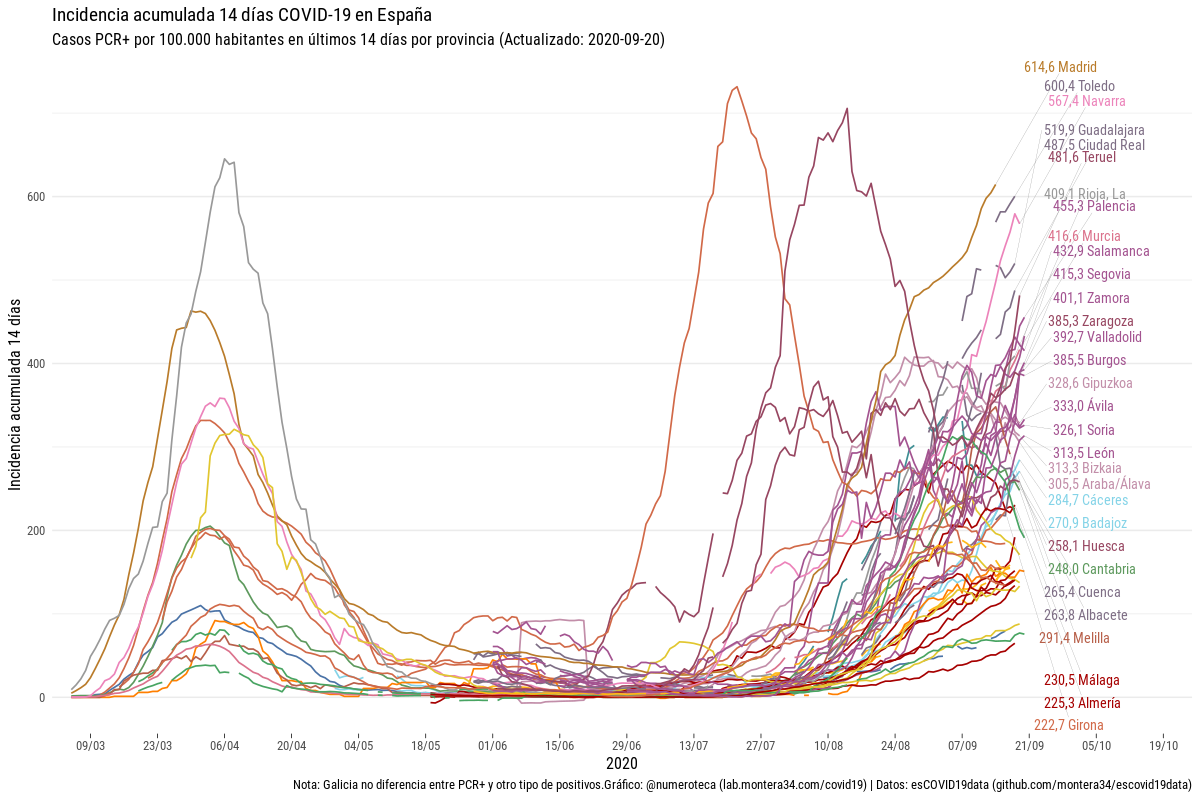 Incidencia acumulada 14 días COVID-19 en España
Casos PCR+ por 100.000 habitantes en últimos 14 días por provincia (Actualizado: 2020-09-20)
614,6 Madrid
600,4 Toledo
567,4 Navarra
519,9 Guadalajara
487,5 Ciudad Real
481,6 Teruel
409,1 Rioja, La
455,3 Palencia
416,6 Murcia
432,9 Salamanca
415,3 Segovia
401,1 Zamora
385,3 Zaragoza
392,7 Valladolid
385,5 Burgos
328,6 Gipuzkoa
333,0 Ávila
326,1 Soria
313,5 León
313,3 Bizkaia
305,5 Araba/Álava
284,7 Cáceres
270,9 Badajoz
258,1 Huesca
248,0 Cantabria
265,4 Cuenca
263,8 Albacete
291,4 Melilla
230,5 Málaga
225,3 Almería
222,7 Girona
Incidencia acumulada 14 días
600
400
200
0
09/03 23/03 06/04 20/04 04/05 18/05 01/06 15/06 29/06 13/07 27/07 10/08 24/08 07/09 21/09 05/10 19/10
2020
Nota: Galicia no diferencia entre PCR+ y otro tipo de positivos.Gráfico: @numeroteca (lab.montera34.com/covid19) | Datos: esCOVID19data (github.com/montera34/escovid19data)